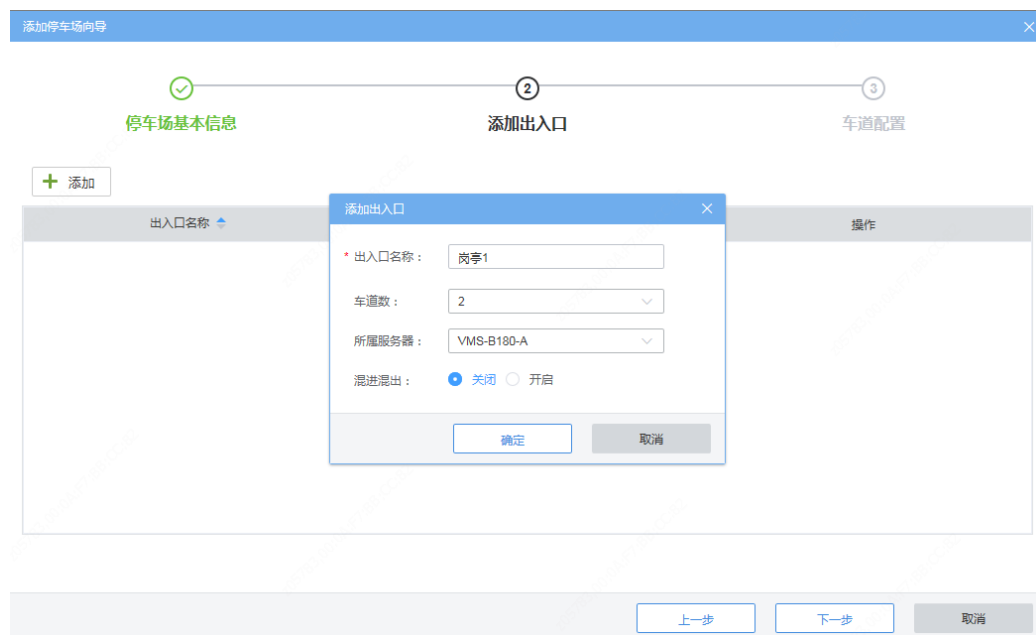 添加停车场向导
2
3
停车场基本信息
添加出入口
车道配置
添加
出入口名称
操作
添加出入口
* 出入口名称：
岗亭1
车道数：
2
所属服务器：
VMS-B180-A
混进混出：
关闭
开启
确定
取消
上一步
下一步
取消